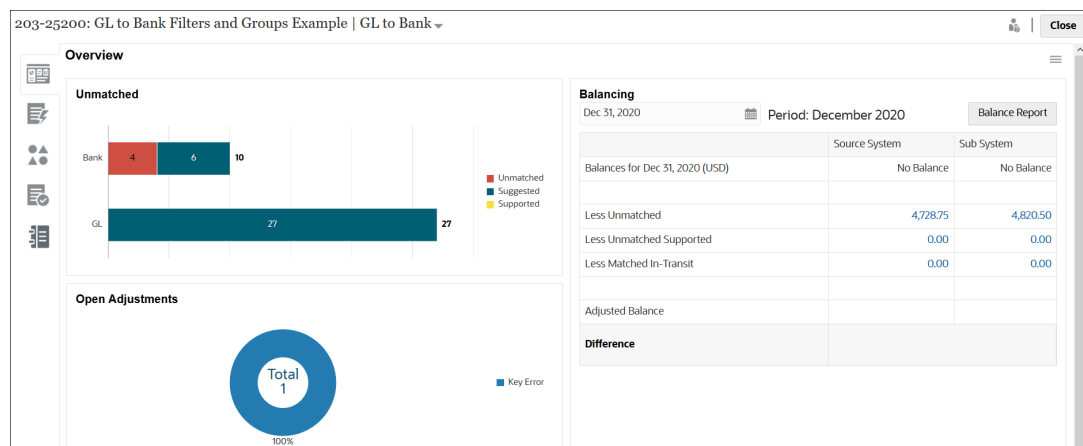 203-25200: GL to Bank Filters and Groups Example | GL to Bank
Close
Overview
Unmatched
Bank
4
6
10
GL
27
27
Unmatched
Suggested
Supported
Open Adjustments
Total
1
100%
Key Error
Balancing
Dec 31, 2020
Period: December 2020
Balance Report
Source System Sub System
Balances for Dec 31, 2020 (USD) No Balance No Balance
Less Unmatched 4,728.75 4,820.50
Less Unmatched Supported 0.00 0.00
Less Matched In-Transit 0.00 0.00
Adjusted Balance
Difference